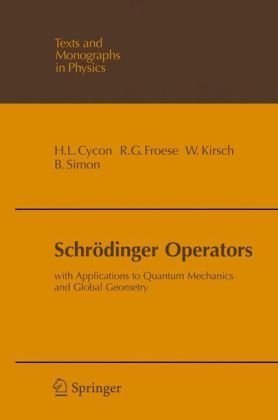 Texts and
Monographs
in Physics
H.L. Cycon  R.G. Froese  W. Kirsch
B. Simon
Schrödinger Operators
with Applications to Quantum Mechanics
and Global Geometry
Springer